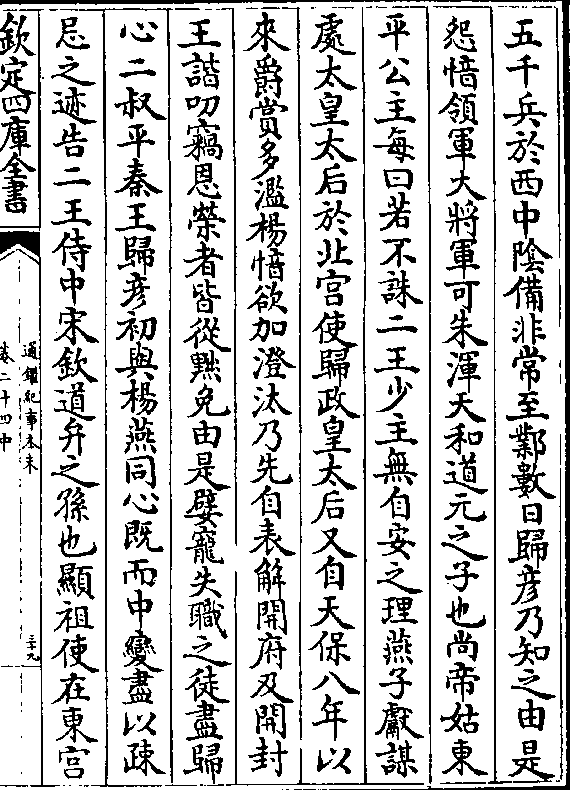 五千兵於西中陰備非常至鄴數日歸彥乃知之由是
怨愔領軍大將軍可朱渾天和道元之子也尚帝姑東
平公主每曰若不誅二王少主無自安之理燕子獻謀
處太皇太后於北宮使歸政皇太后又自天保八年以
來爵賞多濫楊愔欲加澄汰乃先自表解開府及開封
王諸叨竊恩榮者皆從黜免由是嬖寵失職之徒盡歸
心二叔平秦王歸彥初與楊燕同心既而中變盡以疎
忌之迹告二王侍中宋欽道弁之孫也顯祖使在東宮
欽定四庫全書
通鑑紀事本末
卷二十四中
三十九